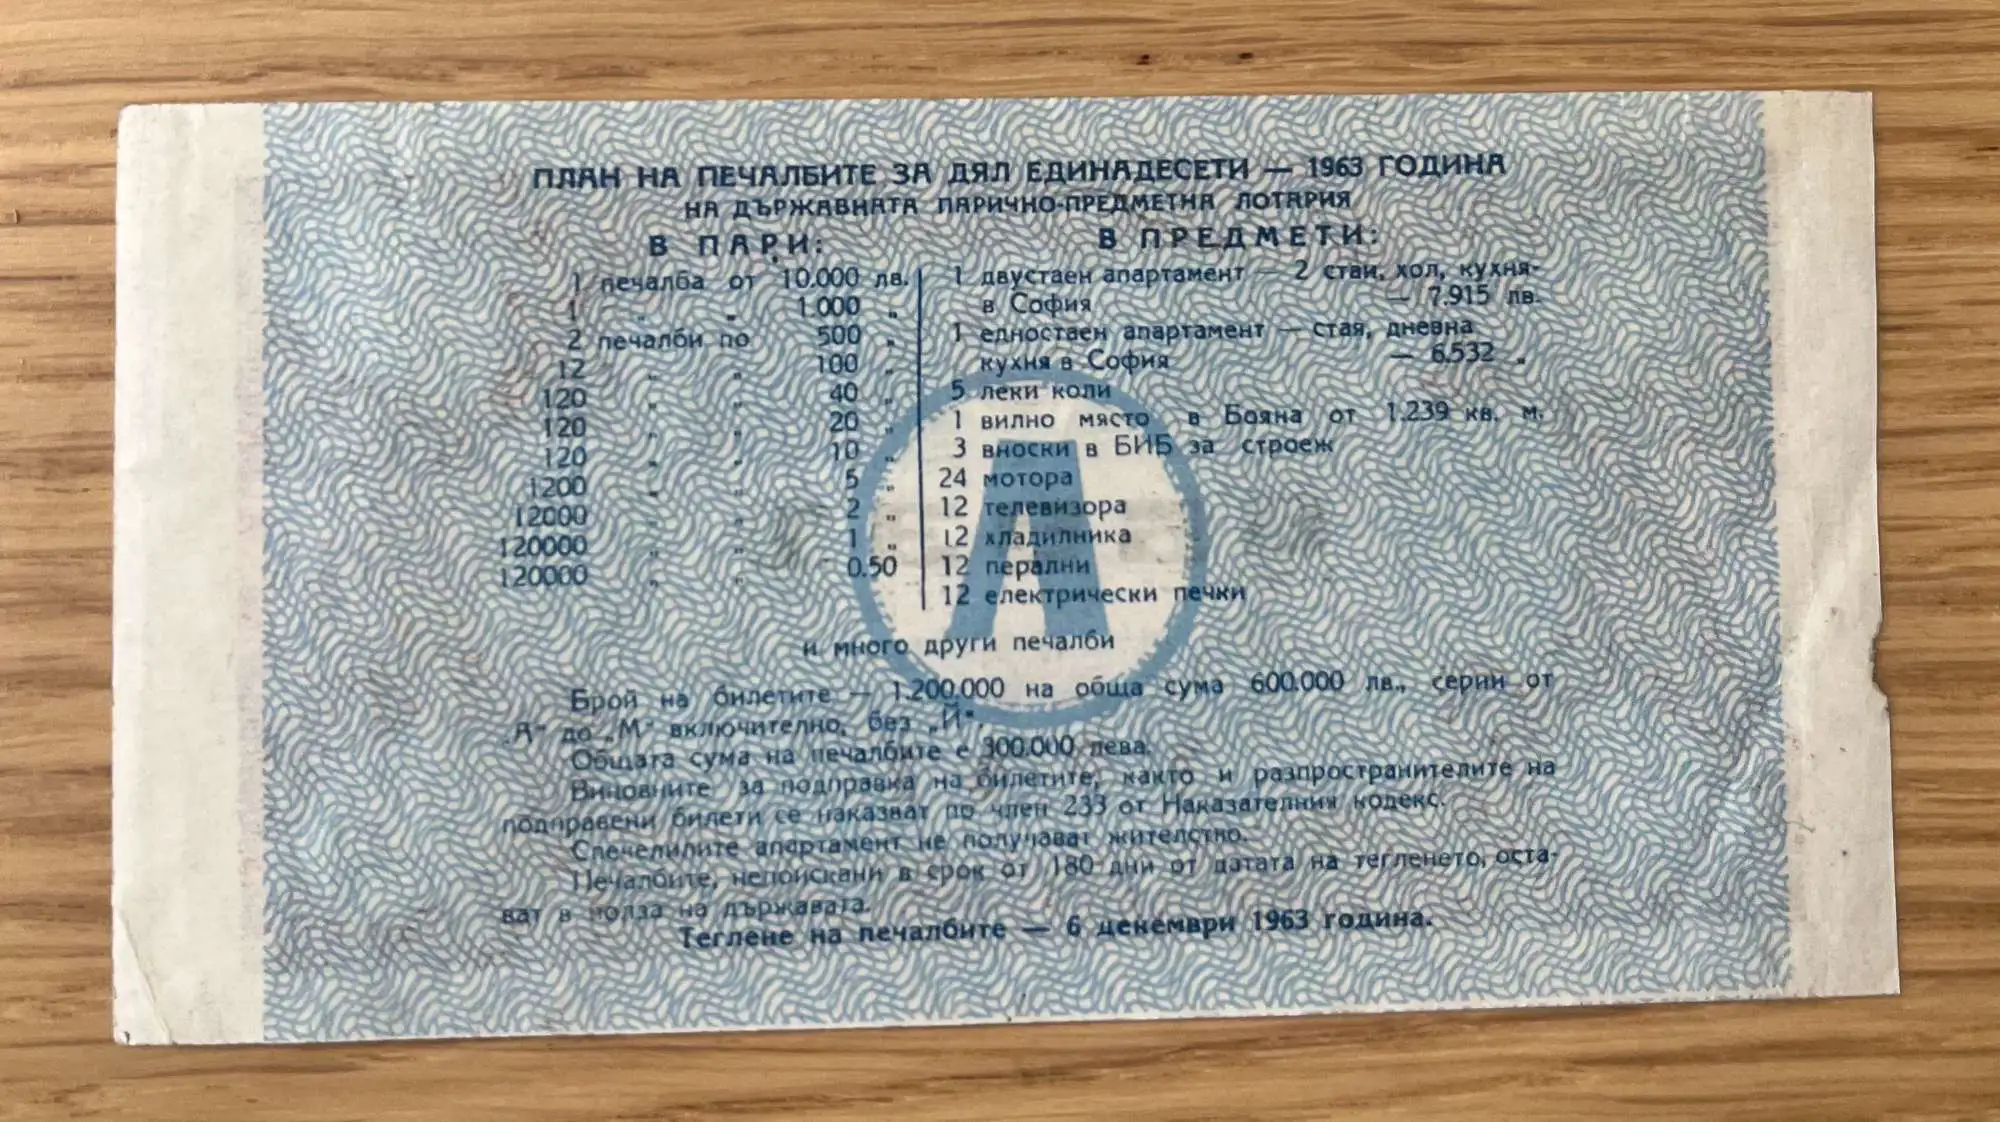 ПЛАН НА ПЕЧАЛБИТЕ ЗА ДЯЛ ЕДИНАДЕСЕТИ — 1963 ГОДИНА
НА ДЪРЖАВНАТА ПАРИЧНО-ПРЕДМЕТНА ЛОТАРИЯ
В ПАРИ:
1 печалба от 10.000 лв.
1 „ „ 1 000 „
2 печалби по 500 „
12 „ „ 100 „
120 „ „ 40 „
120 „ „ 20 „
120 „ „ 10 „
1200 „ „ 5 „
12000 „ „ 2 „
120000 „ „ 1 „
120000 „ „ 0.50
В ПРЕДМЕТИ:
1 двустаен апартамент — 2 стаи, хол, кухня-
в София — 7.915 лв.
1 едностаен апартамент — стая, дневна
кухня в София — 6.532 „
5 леки коли
1 вилно място в Бояна от 1.239 кв. м.
3 вноски в БИБ за строеж
24 мотора
12 телевизора
12 хладилника
12 перални
12 електрически печки
и много други печалби
Брой на билетите — 1.200.000 на обща сума 600.000 лв., серии от
„А“ до „М“ включително, без „Й“.
Общата сума на печалбите е 300.000 лева.
Виновните за подправка на билетите, както и разпространителите на
подправени билети се наказват по член 233 от Наказателния кодекс.
Спечелилите апартамент не получават жителство.
Печалбите, непоискани в срок от 180 дни от датата на тегленето, оста-
ват в полза на държавата.
Теглене на печалбите — 6 декември 1963 година.